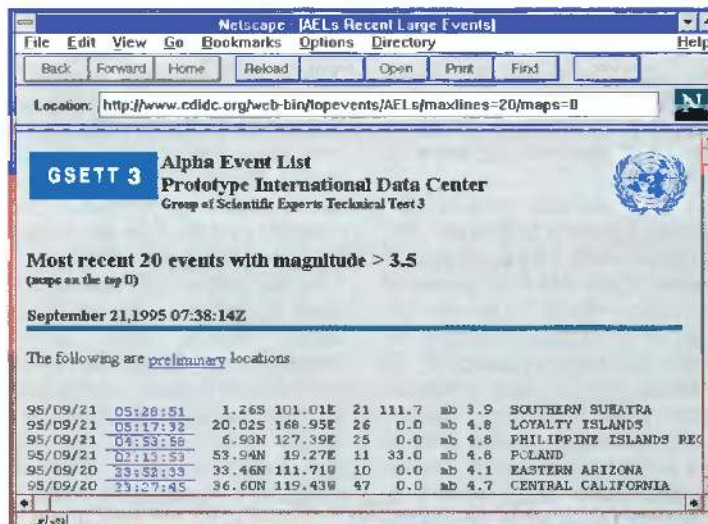 Netscape - [AELs Recent Large Events]
File Edit View Go Bookmarks Options Directory Help
Back Forward Home Reload Open Print Find
Location: http://www.cdidc.org/web-bin/topevents/AELs/maxlines=20/maps=0
N
GSETT 3
Alpha Event List
Prototype International Data Center
Group of Scientific Experts Technical Test 3
Most recent 20 events with magnitude > 3.5
(maps on the top 0)
September 21,1995 07:38:14Z
The following are preliminary locations
95/09/21 05:28:51 1.26S 101.01E 21 111.7 mb 3.9 SOUTHERN SUMATRA
95/09/21 05:17:32 20.02S 168.95E 26 0.0 mb 4.8 LOYALTY ISLANDS
95/09/21 04:53:58 6.93N 127.39E 25 0.0 mb 4.8 PHILIPPINE ISLANDS REG
95/09/21 02:13:53 53.94N 19.27E 11 33.0 mb 4.8 POLAND
95/09/20 23:52:33 33.46N 111.71W 10 0.0 mb 4.1 EASTERN ARIZONA
95/09/20 23:27:45 36.60N 119.43W 47 0.0 mb 4.7 CENTRAL CALIFORNIA